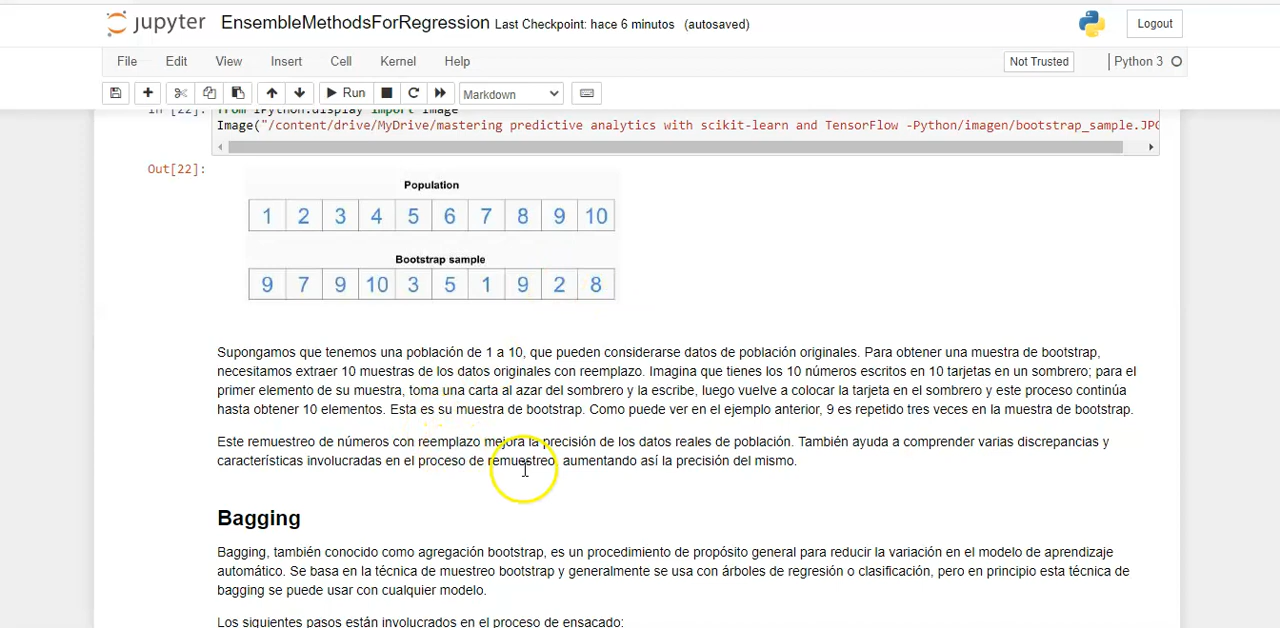 jupyter EnsembleMethodsForRegression Last Checkpoint: hace 6 minutos (autosaved) Logout
File Edit View Insert Cell Kernel Help Not Trusted Python 3
Run Markdown
In [22]: from IPython.display import Image
Image("/content/drive/MyDrive/mastering predictive analytics with scikit-learn and TensorFlow -Python/imagen/bootstrap_sample.JPG
Out[22]:
Population
1 2 3 4 5 6 7 8 9 10
Bootstrap sample
9 7 9 10 3 5 1 9 2 8
Supongamos que tenemos una población de 1 a 10, que pueden considerarse datos de población originales. Para obtener una muestra de bootstrap,
necesitamos extraer 10 muestras de los datos originales con reemplazo. Imagina que tienes los 10 números escritos en 10 tarjetas en un sombrero; para el
primer elemento de su muestra, toma una carta al azar del sombrero y la escribe, luego vuelve a colocar la tarjeta en el sombrero y este proceso continúa
hasta obtener 10 elementos. Esta es su muestra de bootstrap. Como puede ver en el ejemplo anterior, 9 es repetido tres veces en la muestra de bootstrap.
Este remuestreo de números con reemplazo mejora la precisión de los datos reales de población. También ayuda a comprender varias discrepancias y
características involucradas en el proceso de remuestreo, aumentando así la precisión del mismo.
Bagging
Bagging, también conocido como agregación bootstrap, es un procedimiento de propósito general para reducir la variación en el modelo de aprendizaje
automático. Se basa en la técnica de muestreo bootstrap y generalmente se usa con árboles de regresión o clasificación, pero en principio esta técnica de
bagging se puede usar con cualquier modelo.
Los siguientes pasos están involucrados en el proceso de ensacado: